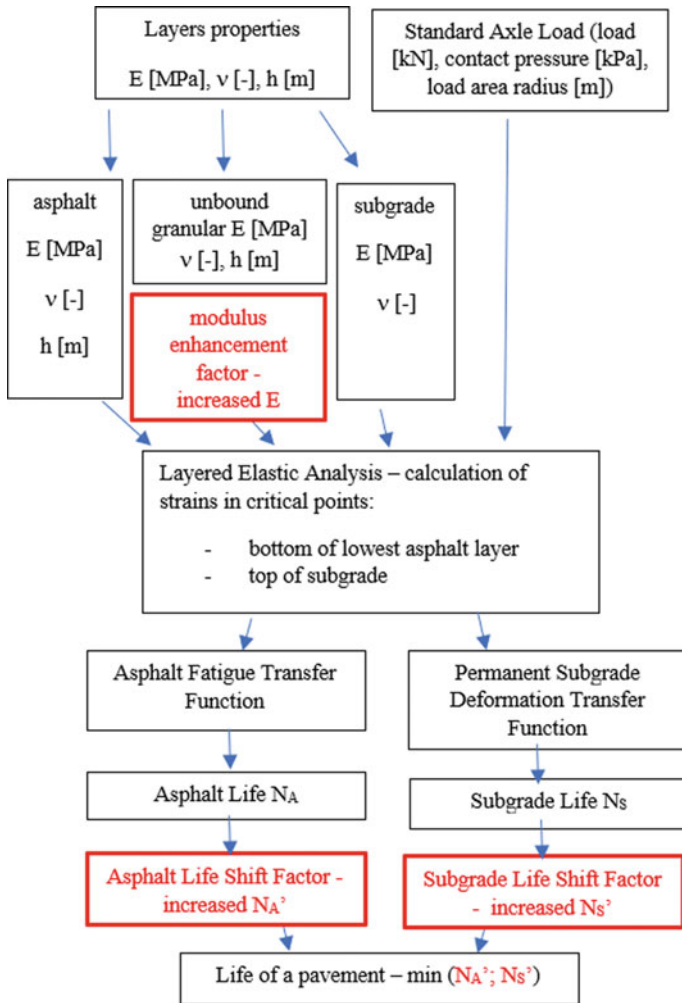 Layers properties
E [MPa], ν [-], h [m]
Standard Axle Load (load
[kN], contact pressure [kPa],
load area radius [m])
asphalt
E [MPa]
ν [-]
h [m]
unbound
granular E [MPa]
ν [-], h [m]
modulus
enhancement
factor -
increased E
subgrade
E [MPa]
ν [-]
Layered Elastic Analysis – calculation of
strains in critical points:
- bottom of lowest asphalt layer
- top of subgrade
Asphalt Fatigue Transfer
Function
Permanent Subgrade
Deformation Transfer
Function
Asphalt Life NA
Subgrade Life NS
Asphalt Life Shift Factor -
increased NA’
Subgrade Life Shift Factor
- increased NS’
Life of a pavement – min (NA’; NS’)